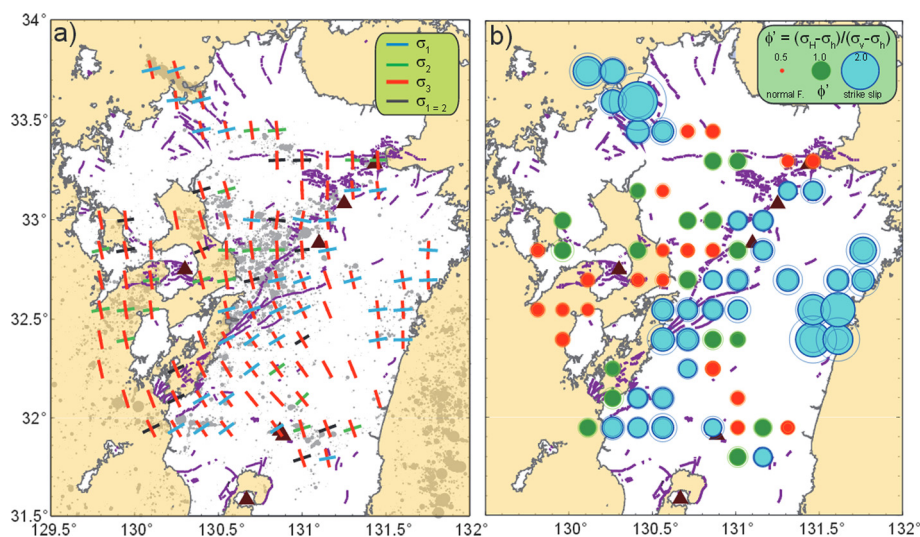 a)
σ1
σ2
σ3
σ1 = 2
b)
ϕ' = (σH–σh)/(σv–σh)
0.5 1.0 2.0
normal F. ϕ' strike slip
34°
33.5°
33°
32.5°
32°
31.5°
129.5 130 130.5 131 131.5 132
130 130.5 131 131.5 132°